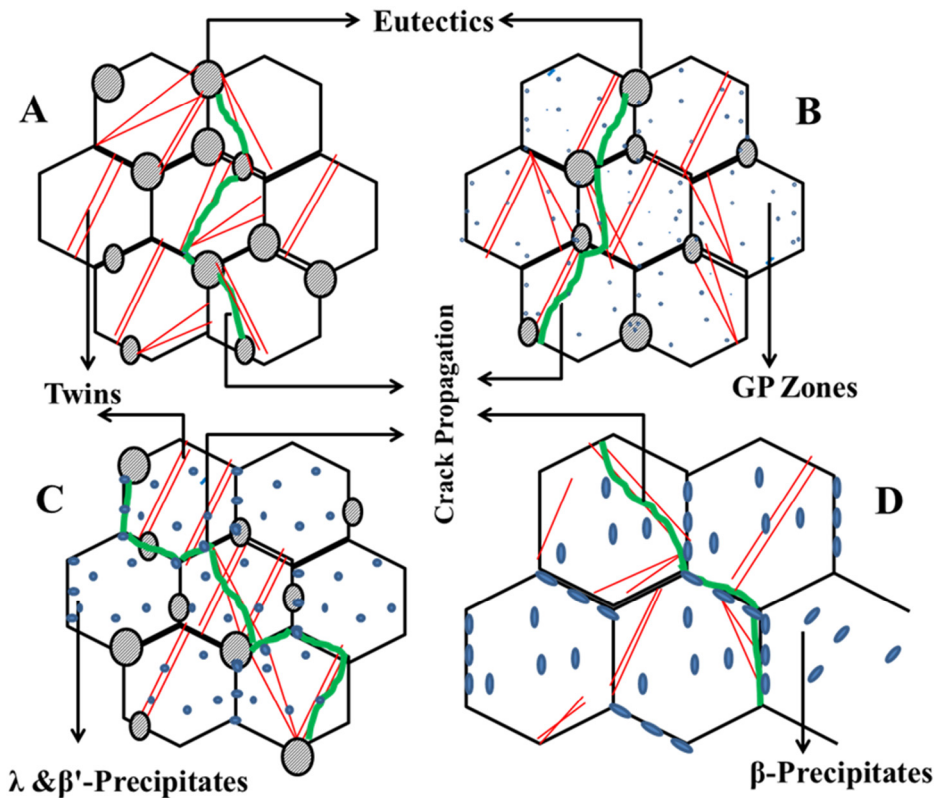 Eutectics
A
B
Twins
Crack Propagation
GP Zones
C
D
λ &β'-Precipitates
β-Precipitates